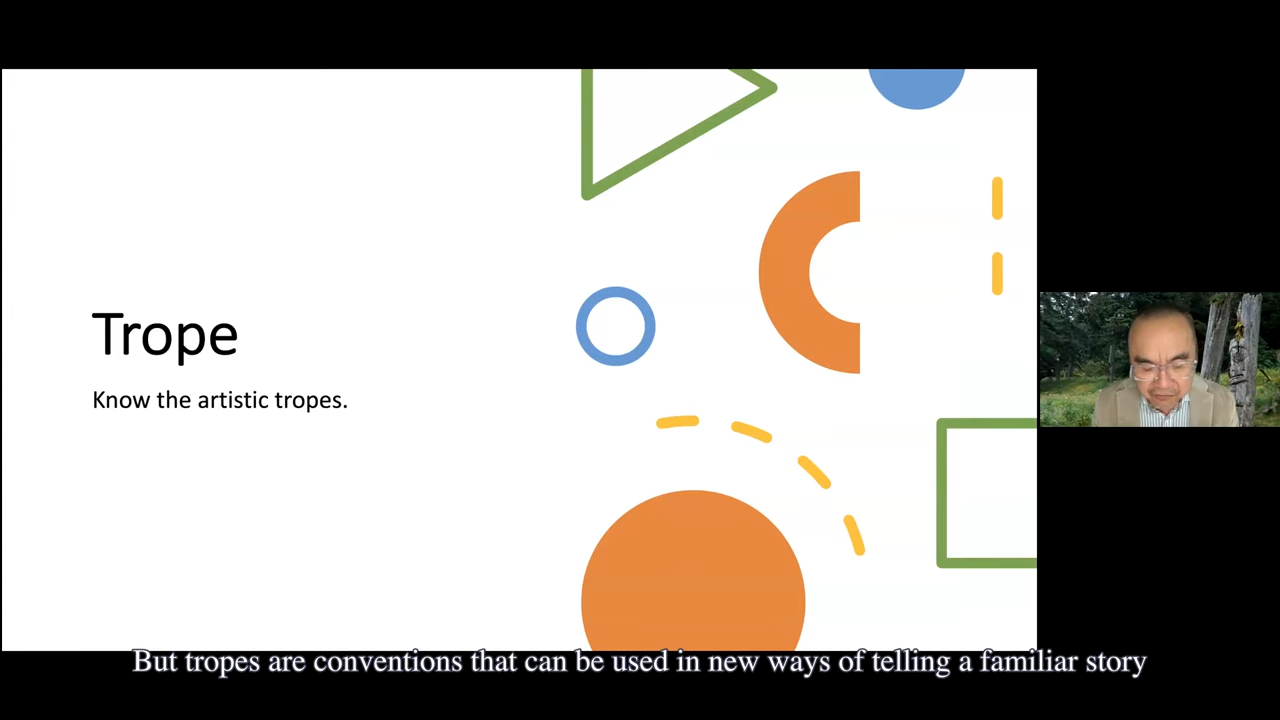 Trope
Know the artistic tropes.
But tropes are conventions that can be used in new ways of telling a familiar story